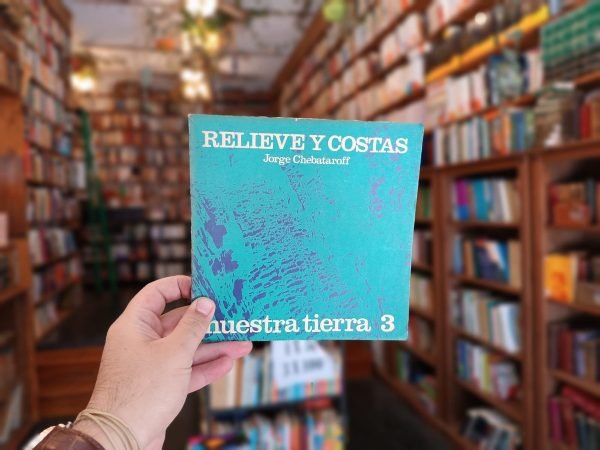 RELIEVE Y COSTAS
Jorge Chebataroff
nuestra tierra 3